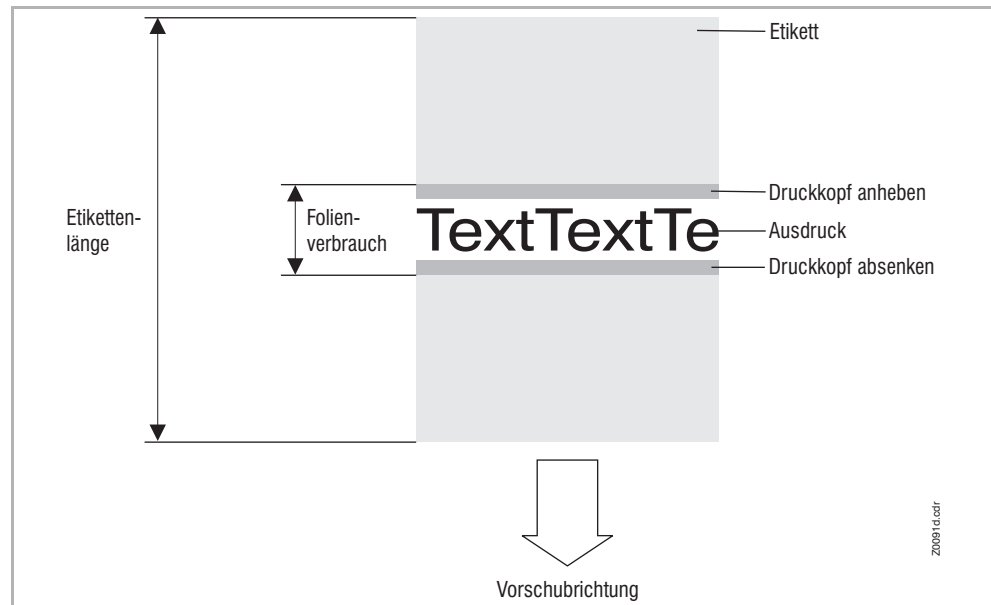 Etikett
Druckkopf anheben
Etiketten-
länge
Folien-
verbrauch
TextTextTe
Ausdruck
Druckkopf absenken
Z0091d.cdr
Vorschubrichtung